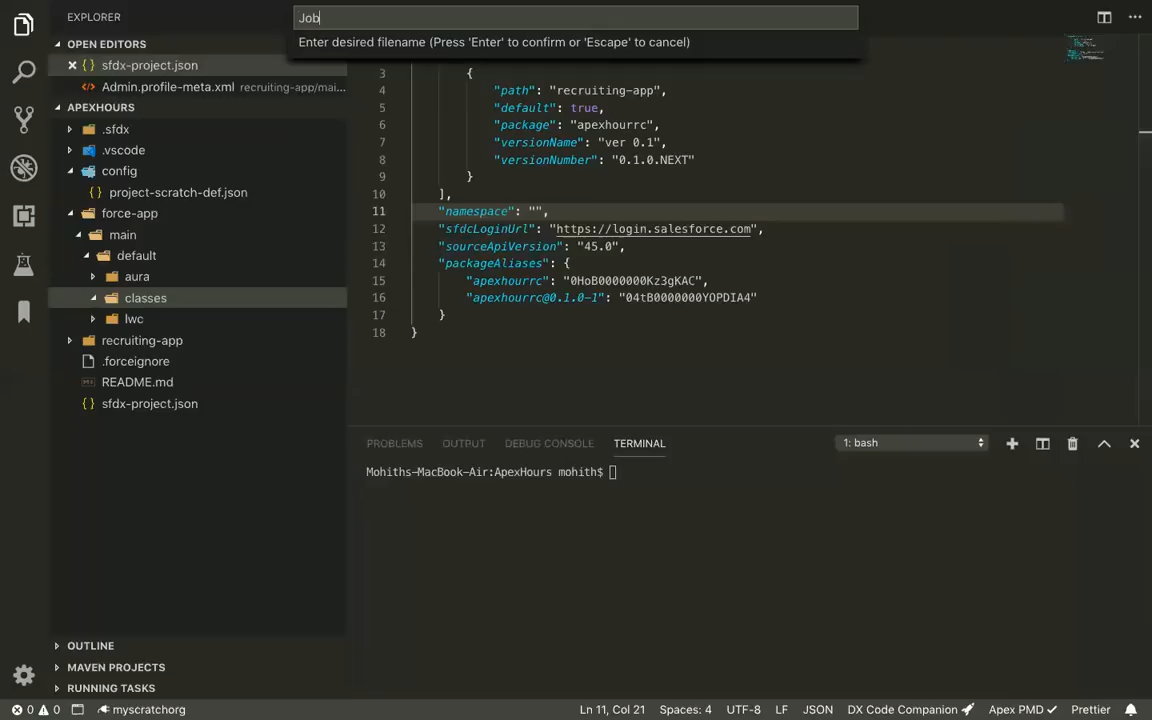 EXPLORER
Job
Enter desired filename (Press 'Enter' to confirm or 'Escape' to cancel)
OPEN EDITORS
sfdx-project.json
Admin.profile-meta.xml recruiting-app/mai...
APEXHOURS
.sfdx
.vscode
config
project-scratch-def.json
force-app
main
default
aura
classes
lwc
recruiting-app
.forceignore
README.md
sfdx-project.json
OUTLINE
MAVEN PROJECTS
RUNNING TASKS
3 {
4 "path": "recruiting-app",
5 "default": true,
6 "package": "apexhourrc",
7 "versionName": "ver 0.1",
8 "versionNumber": "0.1.0.NEXT"
9 }
10 ],
11 "namespace": "",
12 "sfdcLoginUrl": "https://login.salesforce.com",
13 "sourceApiVersion": "45.0",
14 "packageAliases": {
15 "apexhourrc": "0HoB0000000Kz3gKAC",
16 "apexhourrc@0.1.0-1": "04tB0000000YOPDIA4"
17 }
18 }
PROBLEMS OUTPUT DEBUG CONSOLE TERMINAL 1: bash
Mohiths-MacBook-Air:ApexHours mohith$
0 0 myscratchorg Ln 11, Col 21 Spaces: 4 UTF-8 LF JSON DX Code Companion Apex PMD Prettier